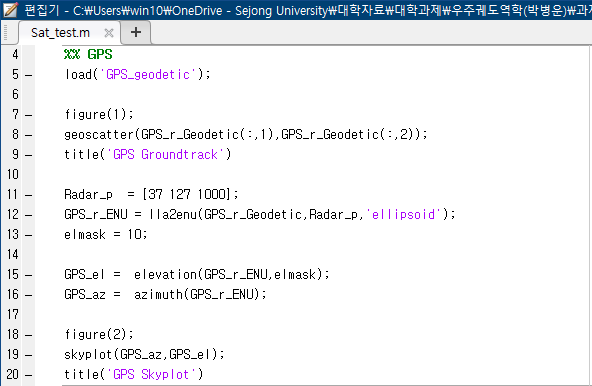 편집기 - C:￦Users￦win10￦OneDrive - Sejong University￦대학자료￦대학과제￦우주궤도역학(박병운)￦과제
Sat_test.m × +
4 %% GPS
5 – load('GPS_geodetic');
6
7 – figure(1);
8 – geoscatter(GPS_r_Geodetic(:,1),GPS_r_Geodetic(:,2));
9 – title('GPS Groundtrack')
10
11 – Radar_p = [37 127 1000];
12 – GPS_r_ENU = lla2enu(GPS_r_Geodetic,Radar_p,'ellipsoid');
13 – elmask = 10;
14
15 – GPS_el = elevation(GPS_r_ENU,elmask);
16 – GPS_az = azimuth(GPS_r_ENU);
17
18 – figure(2);
19 – skyplot(GPS_az,GPS_el);
20 – title('GPS Skyplot')